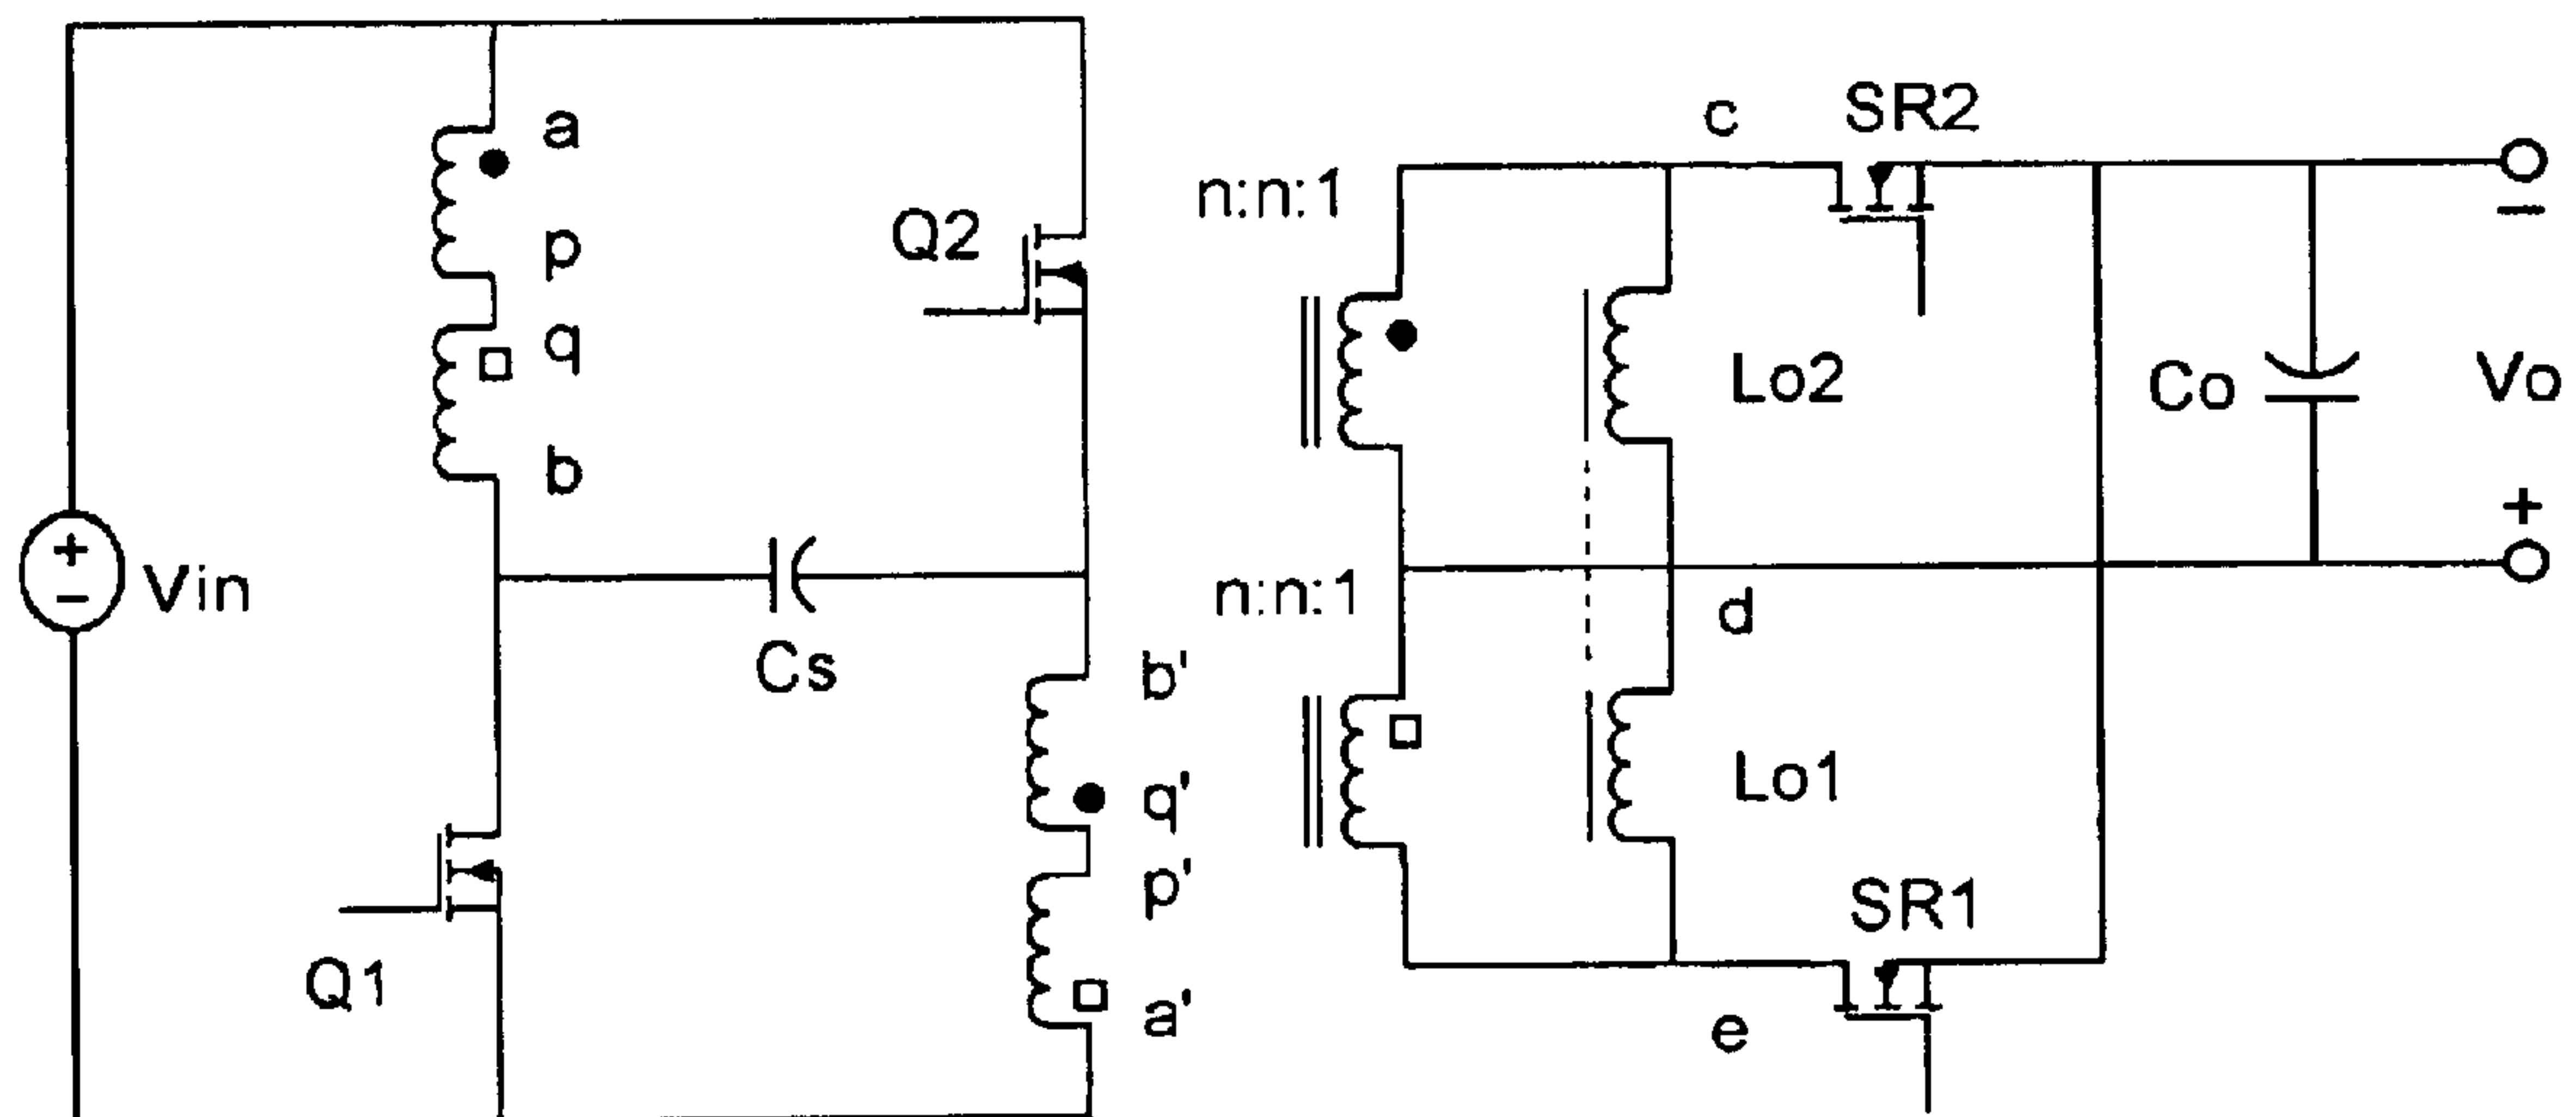 a
p
q
b
Q2
Vin
+
−
Cs
Q1
b'
q'
p'
a'
n:n:1
n:n:1
c
SR2
Lo2
d
Lo1
SR1
e
Co
−
Vo
+